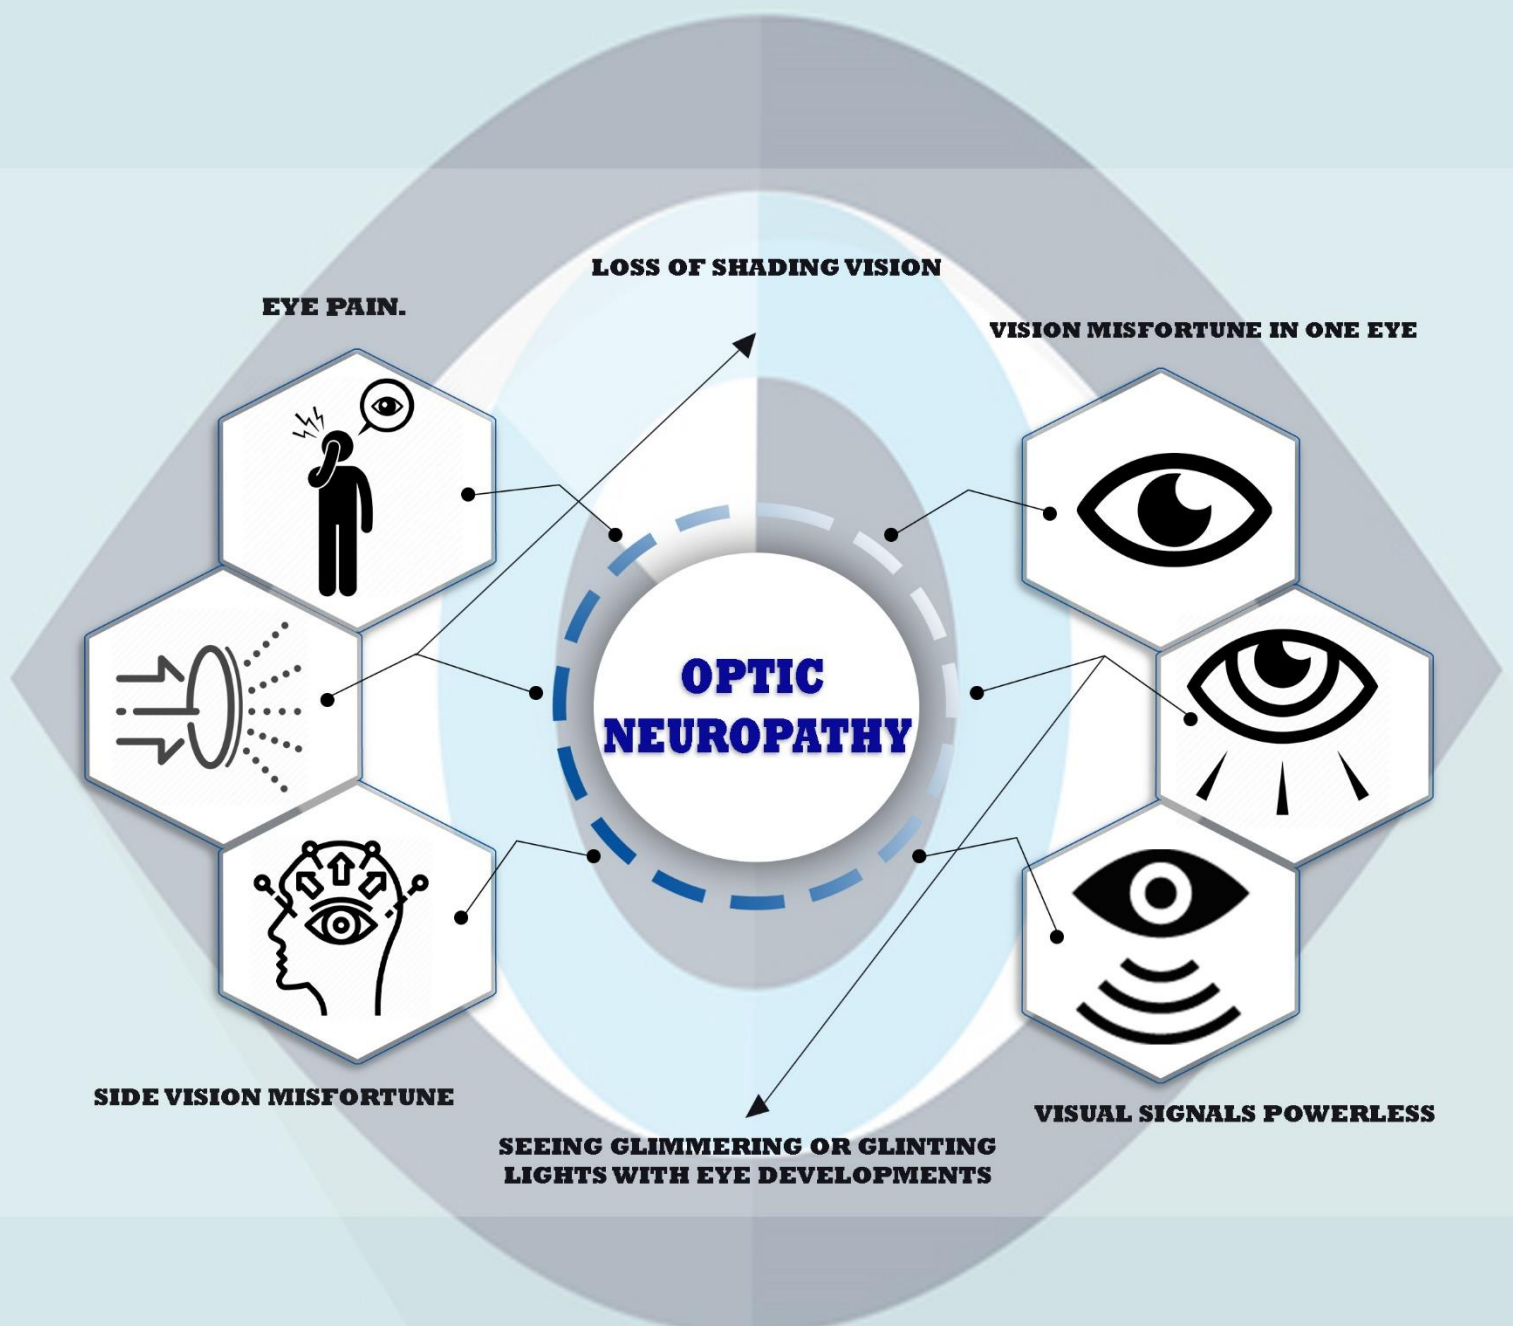 LOSS OF SHADING VISION
EYE PAIN.
VISION MISFORTUNE IN ONE EYE
OPTIC
NEUROPATHY
SIDE VISION MISFORTUNE
VISUAL SIGNALS POWERLESS
SEEING GLIMMERING OR GLINTING
LIGHTS WITH EYE DEVELOPMENTS